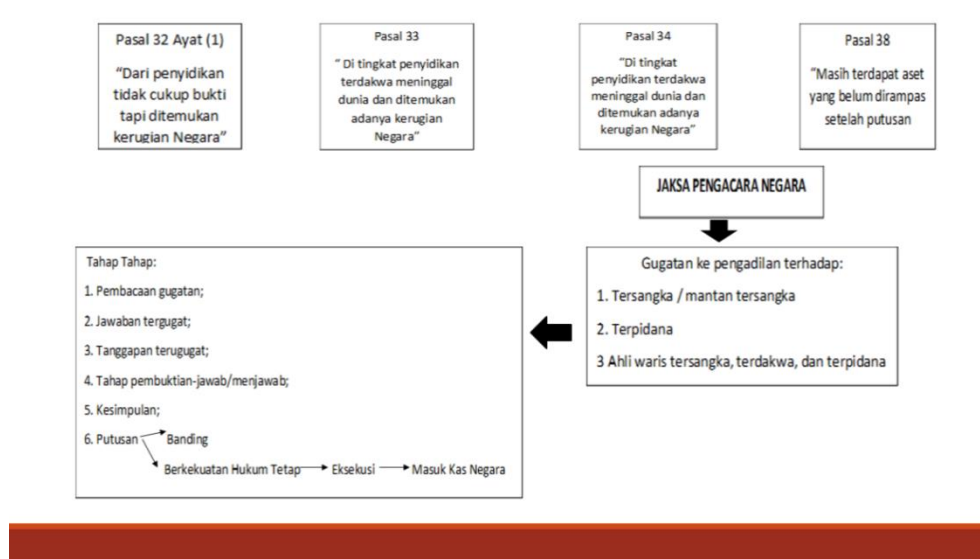 Pasal 32 Ayat (1)
“Dari penyidikan
tidak cukup bukti
tapi ditemukan
kerugian Negara”
Pasal 33
“ Di tingkat penyidikan
terdakwa meninggal
dunia dan ditemukan
adanya kerugian
Negara”
Pasal 34
“Di tingkat
penyidikan terdakwa
meninggal dunia dan
ditemukan adanya
kerugian Negara”
Pasal 38
“Masih terdapat aset
yang belum dirampas
setelah putusan
JAKSA PENGACARA NEGARA
Gugatan ke pengadilan terhadap:
1. Tersangka / mantan tersangka
2. Terpidana
3 Ahli waris tersangka, terdakwa, dan terpidana
Tahap Tahap:
1. Pembacaan gugatan;
2. Jawaban tergugat;
3. Tanggapan terugugat;
4. Tahap pembuktian-jawab/menjawab;
5. Kesimpulan;
6. Putusan Banding
Berkekuatan Hukum Tetap Eksekusi Masuk Kas Negara